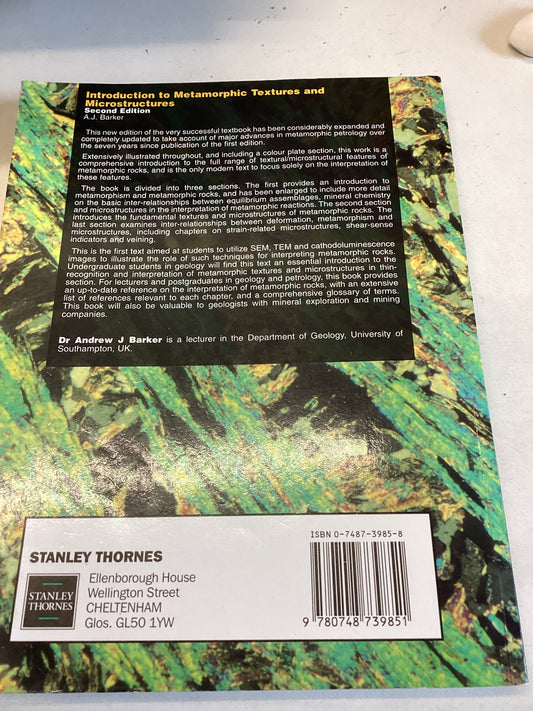 Introduction to Metamorphic Textures and
Microstructures
Second Edition
A.J. Barker
This new edition of the very successful textbook has been considerably expanded and
completely updated to take account of major advances in metamorphic petrology over
the seven years since publication of the first edition.
Extensively illustrated throughout, and including a colour plate section, this work is a
comprehensive introduction to the full range of textural/microstructural features of
metamorphic rocks, and is the only modern text to focus solely on the interpretation of
these features.
The book is divided into three sections. The first provides an introduction to
metamorphism and metamorphic rocks, and has been enlarged to include more detail
on the basic inter-relationships between equilibrium assemblages, mineral chemistry
and microstructures in the interpretation of metamorphic reactions. The second section
introduces the fundamental textures and microstructures of metamorphic rocks. The
last section examines inter-relationships between deformation, metamorphism and
microstructures, including chapters on strain-related microstructures, shear-sense
indicators and veining.
This is the first text aimed at students to utilize SEM, TEM and cathodoluminescence
images to illustrate the role of such techniques for interpreting metamorphic rocks.
Undergraduate students in geology will find this text an essential introduction to the
recognition and interpretation of metamorphic textures and microstructures in thin-
section. For lecturers and postgraduates in geology and petrology, this book provides
an up-to-date reference on the interpretation of metamorphic rocks, with an extensive
list of references relevant to each chapter, and a comprehensive glossary of terms.
This book will also be valuable to geologists with mineral exploration and mining
companies.
Dr Andrew J Barker is a lecturer in the Department of Geology, University of
Southampton, UK.
STANLEY THORNES
STANLEY
THORNES
Ellenborough House
Wellington Street
CHELTENHAM
Glos. GL50 1YW
ISBN 0-7487-3985-8
9 780748 739851